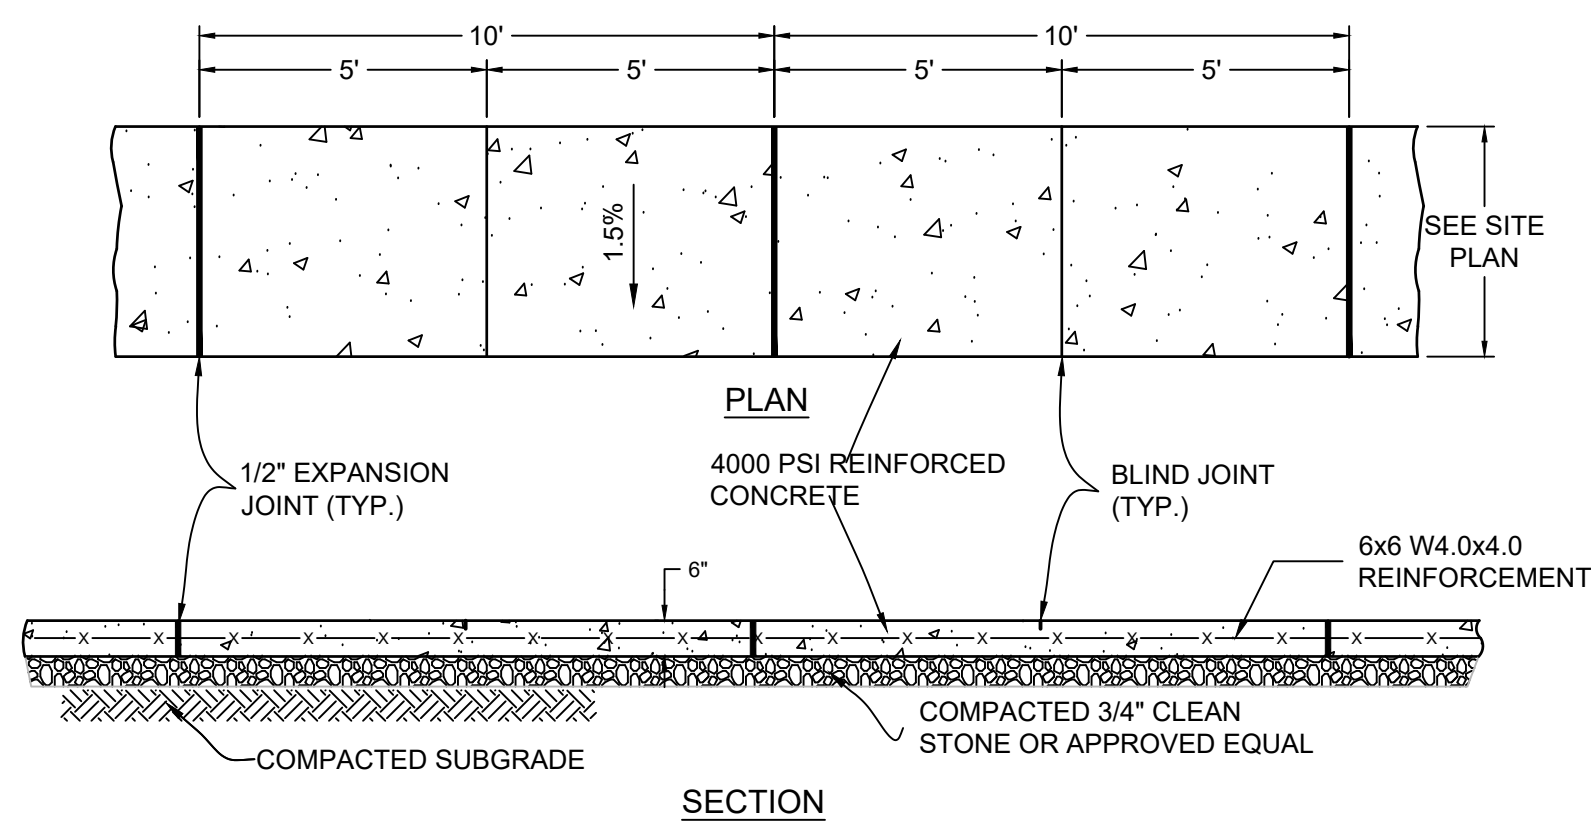 10'
10'
5'
5'
5'
5'
1.5%
SEE SITE
PLAN
PLAN
1/2" EXPANSION
JOINT (TYP.)
4000 PSI REINFORCED
CONCRETE
BLIND JOINT
(TYP.)
6x6 W4.0x4.0
REINFORCEMENT
6"
X X X X X X X X X X X X X X X X X X X
COMPACTED 3/4" CLEAN
STONE OR APPROVED EQUAL
COMPACTED SUBGRADE
SECTION